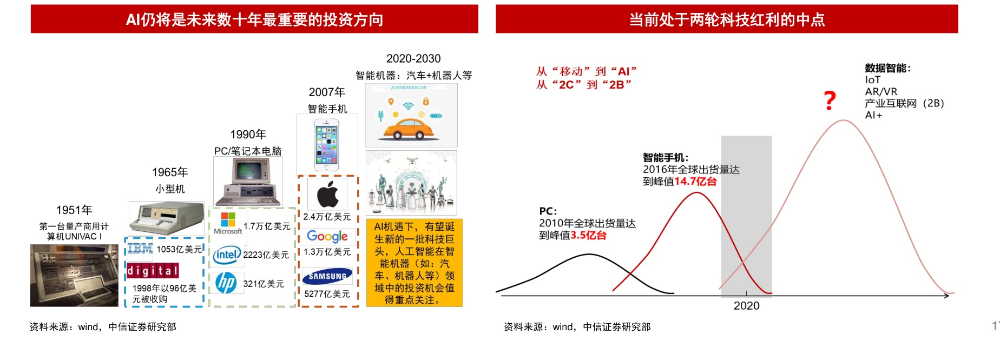 AI仍将是未来数十年最重要的投资方向
2020-2030
智能机器：汽车+机器人等
AUTONOMOUS CAR
2007年
智能手机
1990年
PC/笔记本电脑
1965年
小型机
1951年
第一台量产商用计
算机UNIVAC I
IBM
1053亿美元
digital
1998年以96亿美
元被收购
Microsoft
1.7万亿美元
intel
2223亿美元
hp
321亿美元
2.4万亿美元
Google
1.3万亿美元
SAMSUNG
5277亿美元
AI机遇下，有望诞
生新的一批科技巨
头，人工智能在智
能机器（如：汽
车、机器人等）领
域中的投资机会值
得重点关注。
资料来源：wind，中信证券研究部
当前处于两轮科技红利的中点
从“移动”到“AI”
从“2C”到“2B”
PC：
2010年全球出货量达
到峰值3.5亿台
智能手机：
2016年全球出货量达
到峰值14.7亿台
?
数据智能：
IoT
AR/VR
产业互联网（2B）
AI+
2020
资料来源：wind，中信证券研究部